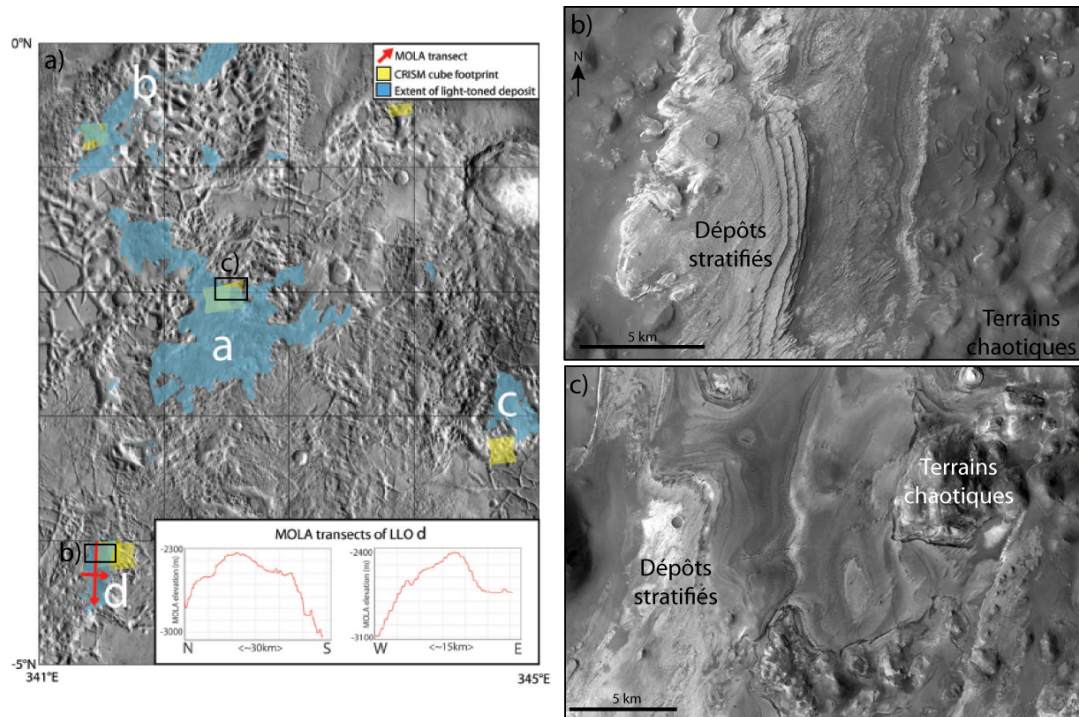 a)
0°N
MOLA transect
CRISM cube footprint
Extent of light-toned deposit
b
c)
a
c
b)
d
MOLA transects of LLO d
-2300
MOLA elevation (m)
-3000
N
<~30km>
S
-2400
MOLA elevation (m)
-3100
W
<~15km>
E
-5°N
341°E
345°E
b)
N
Dépôts
stratifiés
5 km
Terrains
chaotiques
c)
Terrains
chaotiques
Dépôts
stratifiés
5 km